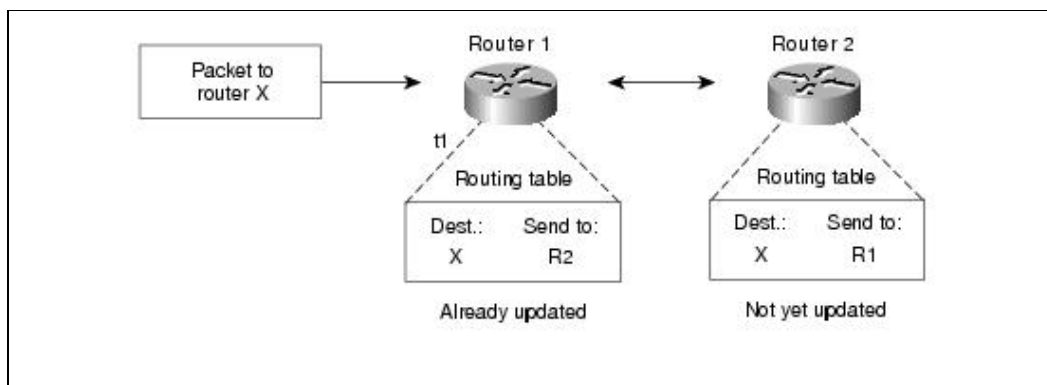 Router 1
Router 2
Packet to
router X
t1
Routing table
Routing table
Dest.: Send to:
X R2
Dest.: Send to:
X R1
Already updated
Not yet updated